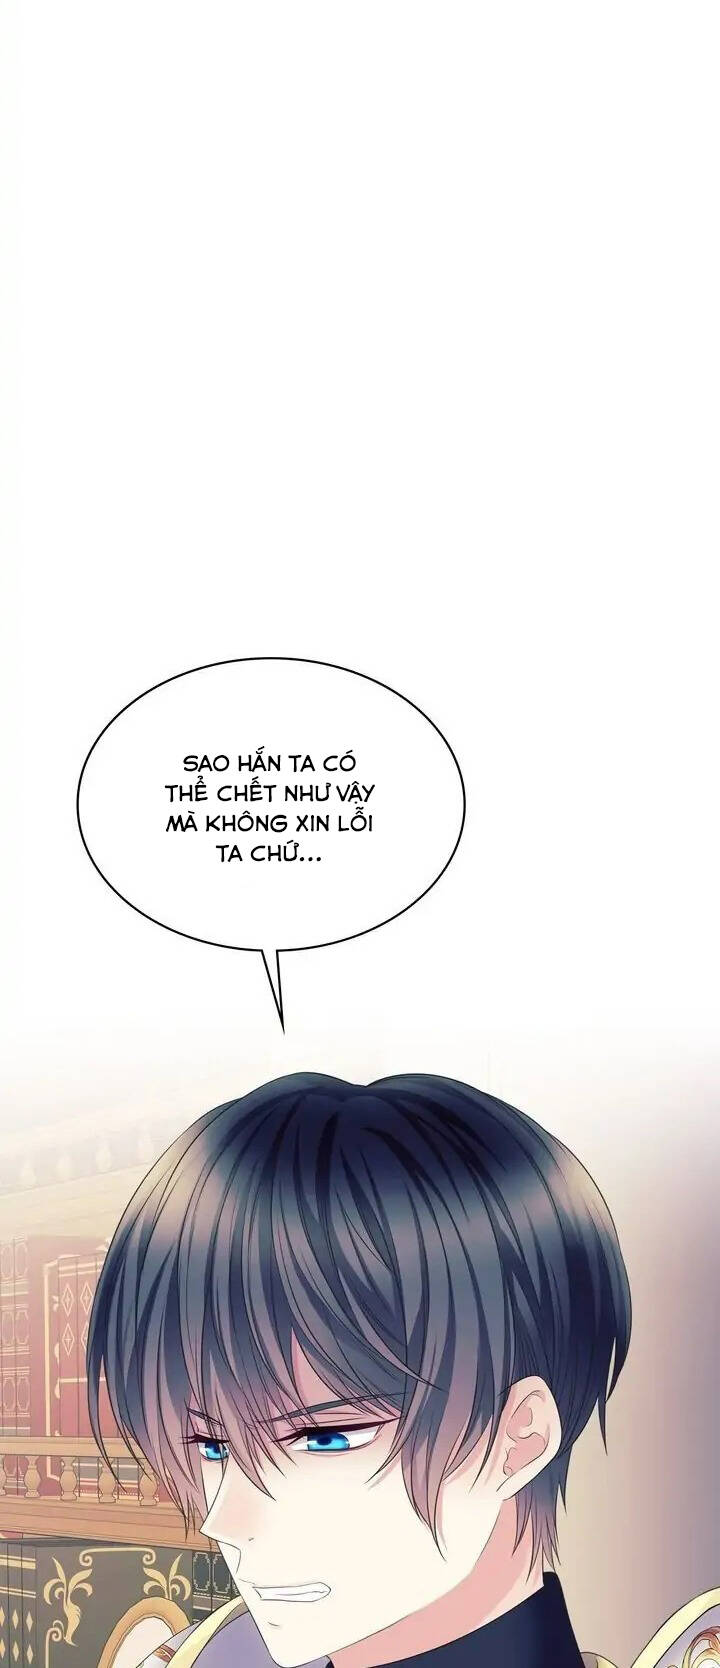 SAO HẮN TA CÓ
THỂ CHẾT NHƯ VẬY
MÀ KHÔNG XIN LỖI
TA CHỨ...